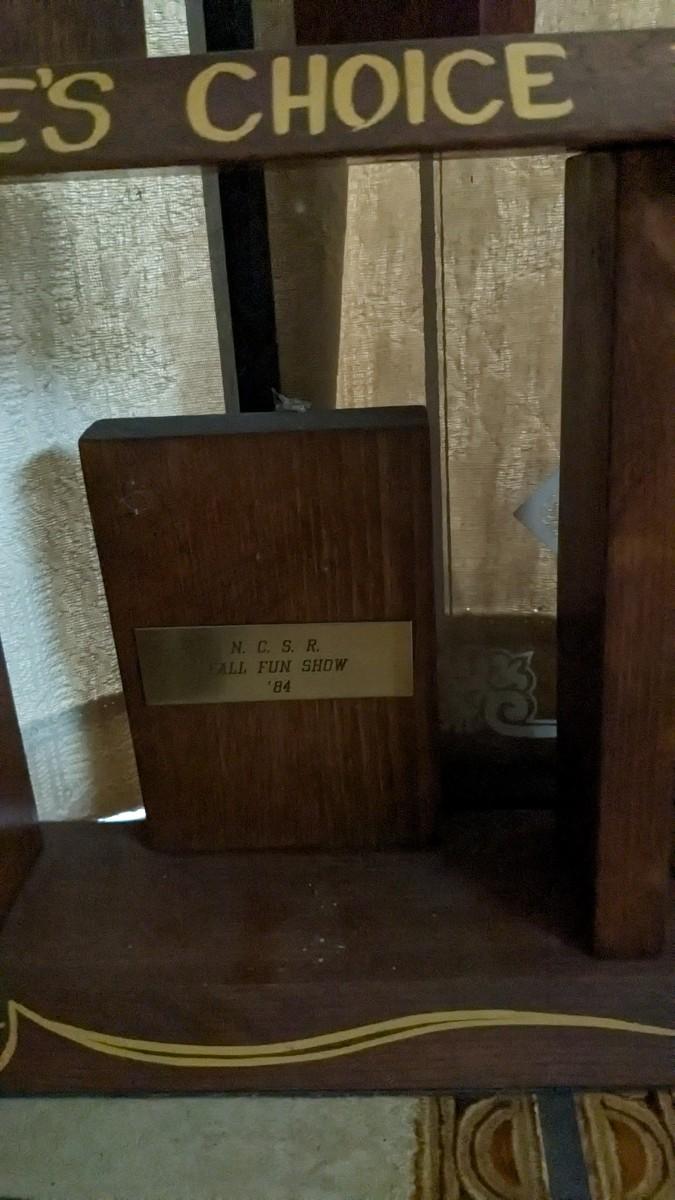 E'S CHOICE
N. C. S. R.
FALL FUN SHOW
'84